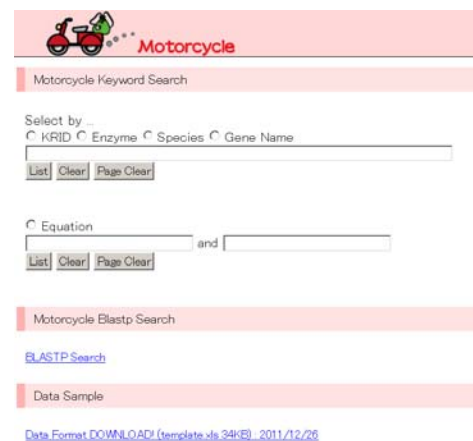 Motorcycle
Motorcycle Keyword Search
Select by ...
KRID Enzyme Species Gene Name
List Clear Page Clear
Equation
and
List Clear Page Clear
Motorcycle Blastp Search
BLASTP Search
Data Sample
Data Format DOWNLOAD! (template.xls 34KB) : 2011/12/26